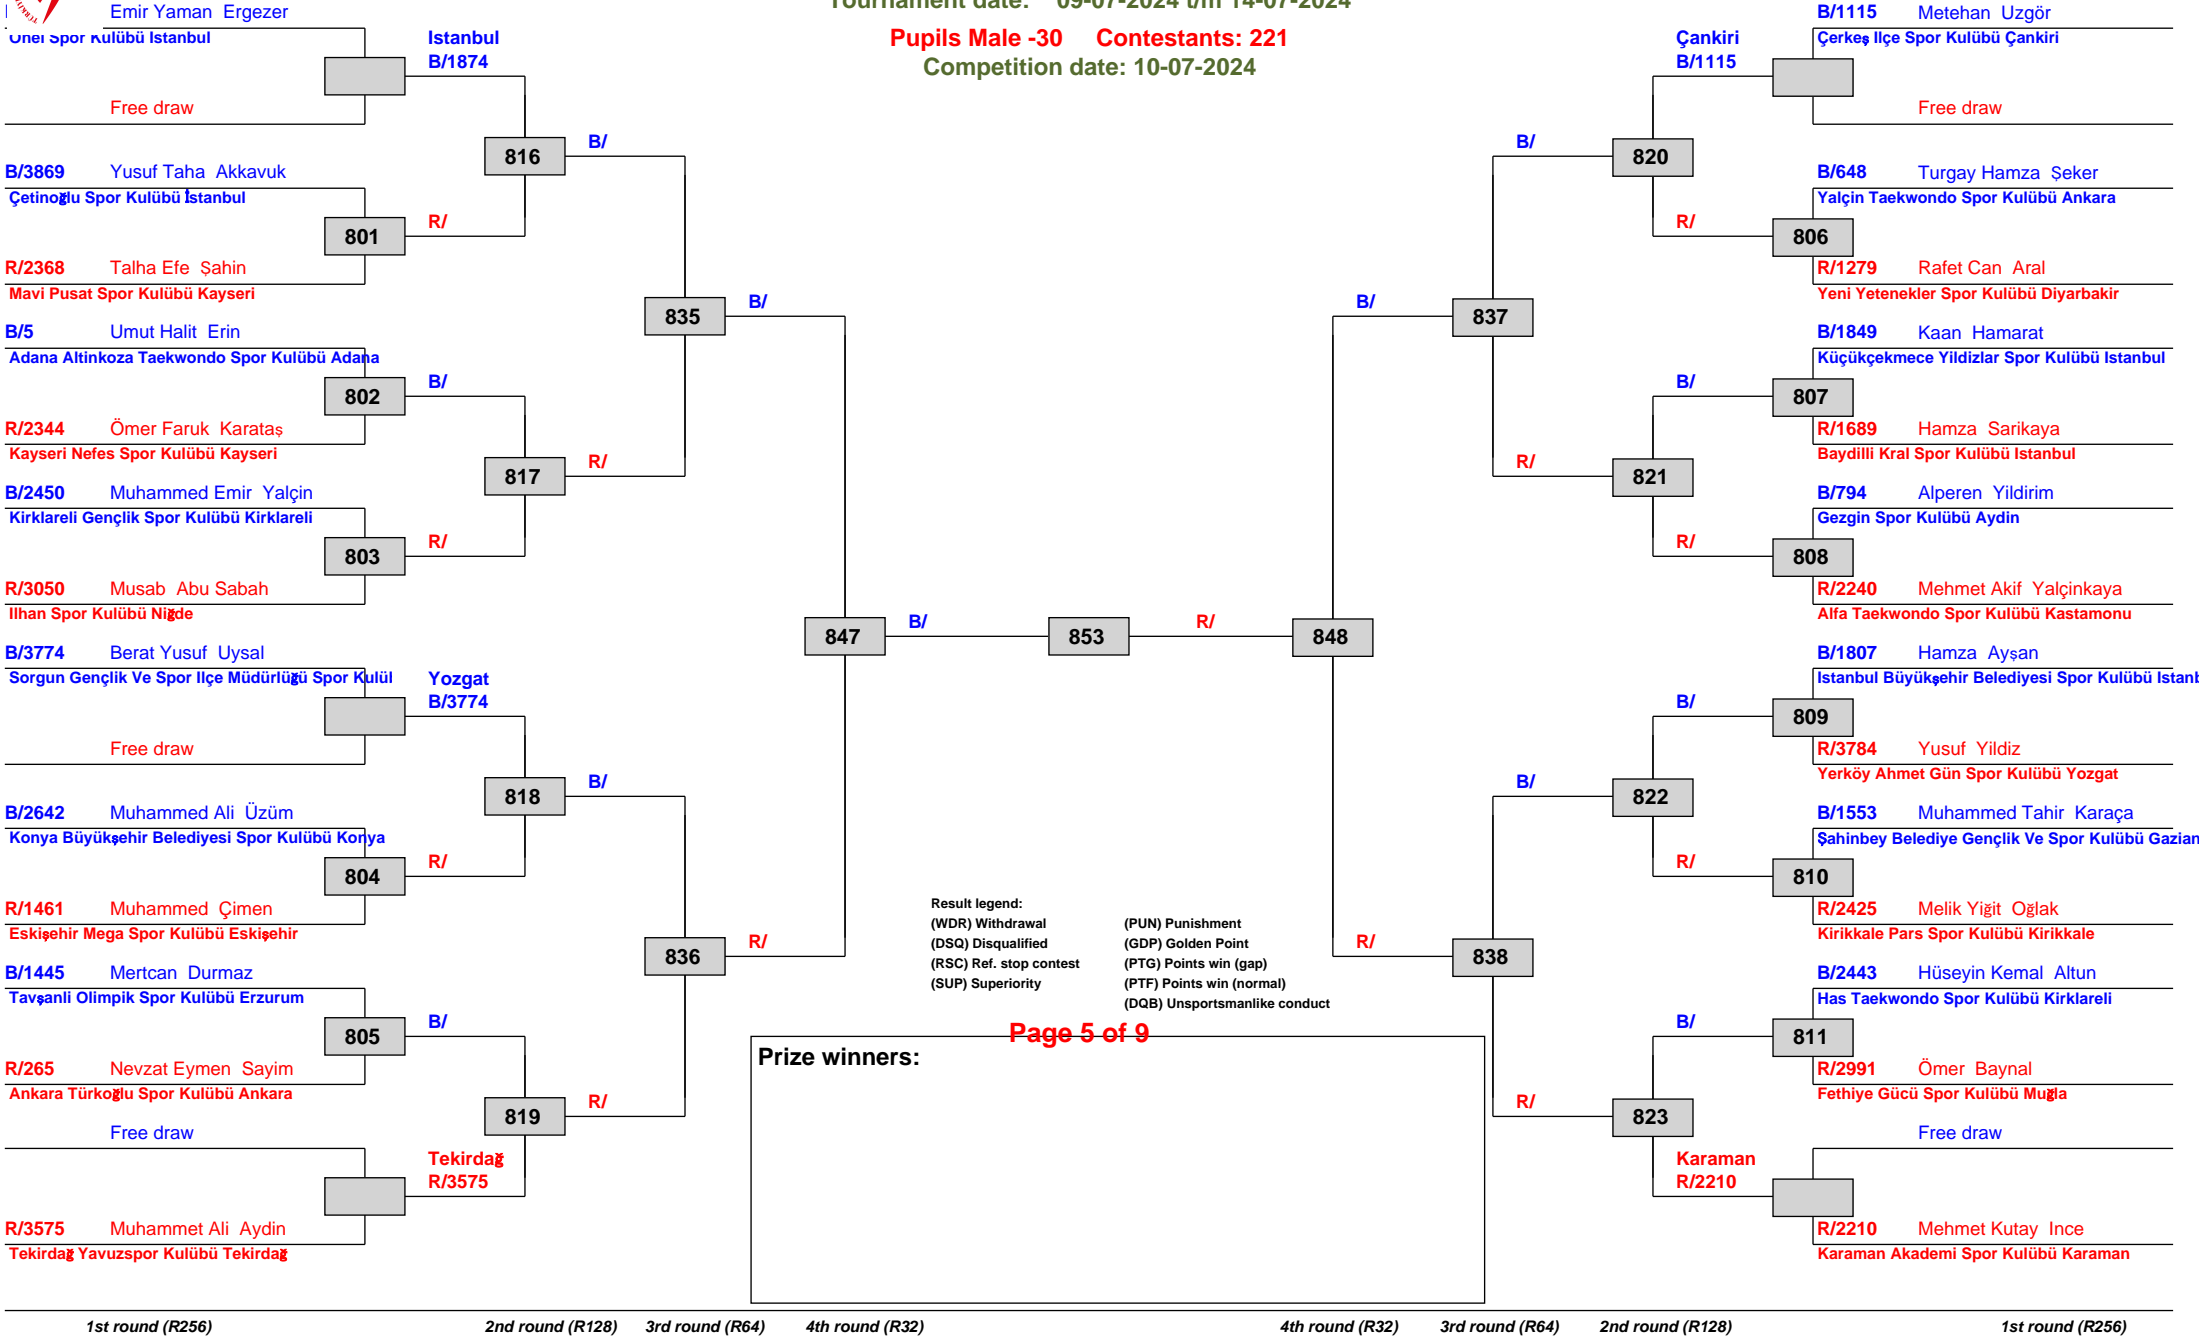 Tournament date: 09-07-2024 t/m 14-07-2024
Pupils Male -30 Contestants: 221
Competition date: 10-07-2024
Emir Yaman Ergezer
Önel Spor Kulübü Istanbul
Free draw
Istanbul
B/1874
B/3869 Yusuf Taha Akkavuk
Çetinoğlu Spor Kulübü İstanbul
801
R/2368 Talha Efe Şahin
Mavi Pusat Spor Kulübü Kayseri
R/
816
B/
B/5 Umut Halit Erin
Adana Altinkoza Taekwondo Spor Kulübü Adana
802
R/2344 Ömer Faruk Karataş
Kayseri Nefes Spor Kulübü Kayseri
B/
817
R/
B/2450 Muhammed Emir Yalçin
Kirklareli Gençlik Spor Kulübü Kirklareli
803
R/3050 Musab Abu Sabah
Ilhan Spor Kulübü Niğde
R/
835
B/
B/3774 Berat Yusuf Uysal
Sorgun Gençlik Ve Spor Ilçe Müdürlüğü Spor Kulül
Free draw
Yozgat
B/3774
818
B/
B/2642 Muhammed Ali Üzüm
Konya Büyükşehir Belediyesi Spor Kulübü Konya
804
R/1461 Muhammed Çimen
Eskişehir Mega Spor Kulübü Eskişehir
R/
836
R/
B/1445 Mertcan Durmaz
Tavşanli Olimpik Spor Kulübü Erzurum
805
R/265 Nevzat Eymen Sayim
Ankara Türkoğlu Spor Kulübü Ankara
B/
819
R/
Free draw
R/3575 Muhammet Ali Aydin
Tekirdağ Yavuzspor Kulübü Tekirdağ
Tekirdağ
R/3575
847
B/
853
R/
848
B/
837
B/
820
Çankiri
B/1115
B/1115 Metehan Uzgör
Çerkeş Ilçe Spor Kulübü Çankiri
Free draw
B/648 Turgay Hamza Şeker
Yalçin Taekwondo Spor Kulübü Ankara
R/
806
R/1279 Rafet Can Aral
Yeni Yetenekler Spor Kulübü Diyarbakir
B/1849 Kaan Hamarat
Küçükçekmece Yildizlar Spor Kulübü Istanbul
B/
807
R/1689 Hamza Sarikaya
Baydilli Kral Spor Kulübü Istanbul
R/
821
B/794 Alperen Yildirim
Gezgin Spor Kulübü Aydin
R/
808
R/2240 Mehmet Akif Yalçinkaya
Alfa Taekwondo Spor Kulübü Kastamonu
B/1807 Hamza Ayşan
Istanbul Büyükşehir Belediyesi Spor Kulübü Istanb
B/
809
R/3784 Yusuf Yildiz
Yerköy Ahmet Gün Spor Kulübü Yozgat
B/
822
B/1553 Muhammed Tahir Karaça
Şahinbey Belediye Gençlik Ve Spor Kulübü Gazian
R/
810
R/2425 Melik Yiğit Oğlak
Kirikkale Pars Spor Kulübü Kirikkale
R/
838
B/2443 Hüseyin Kemal Altun
Has Taekwondo Spor Kulübü Kirklareli
B/
811
R/2991 Ömer Baynal
Fethiye Gücü Spor Kulübü Muğla
R/
823
Free draw
Karaman
R/2210
R/2210 Mehmet Kutay Ince
Karaman Akademi Spor Kulübü Karaman
Result legend:
(WDR) Withdrawal (PUN) Punishment
(DSQ) Disqualified (GDP) Golden Point
(RSC) Ref. stop contest (PTG) Points win (gap)
(SUP) Superiority (PTF) Points win (normal)
(DQB) Unsportsmanlike conduct
Page 5 of 9
Prize winners:
1st round (R256) 2nd round (R128) 3rd round (R64) 4th round (R32) 4th round (R32) 3rd round (R64) 2nd round (R128) 1st round (R256)